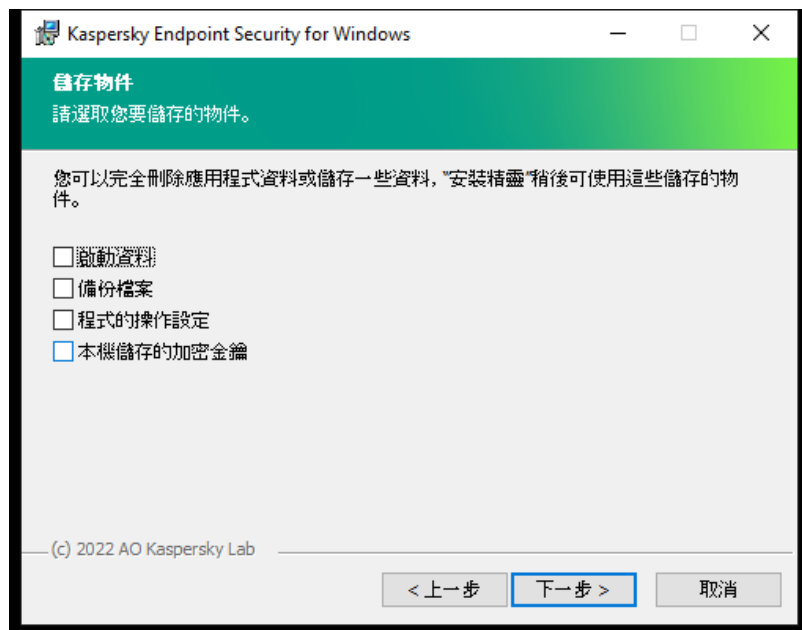 Kaspersky Endpoint Security for Windows
儲存物件
請選取您要儲存的物件。
您可以完全刪除應用程式資料或儲存一些資料，"安裝精靈"稍後可使用這些儲存的物
件。
啟動資料
備份檔案
程式的操作設定
本機儲存的加密金鑰
(c) 2022 AO Kaspersky Lab
<上一步
下一步 >
取消